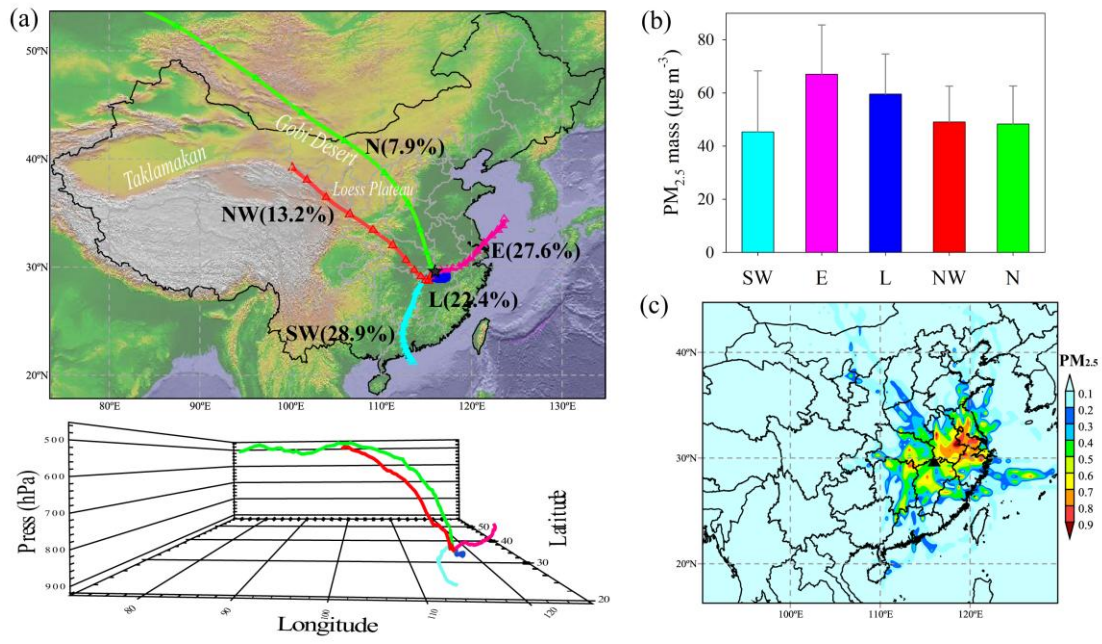 (a)
50°N
40°N
30°N
20°N
80°E
90°E
100°E
110°E
120°E
130°E
Taklamakan
Gobi Desert
Loess Plateau
N(7.9%)
NW(13.2%)
E(27.6%)
L(22.4%)
SW(28.9%)
Press (hPa)
500
600
700
800
900
80
90
100
110
120
Longitude
50
40
30
20
Latitude
(b)
PM2.5 mass (µg m⁻³)
80
60
40
20
0
SW
E
L
NW
N
(c)
40°N
30°N
20°N
100°E
110°E
120°E
PM2.5
0.1
0.2
0.3
0.4
0.5
0.6
0.7
0.8
0.9